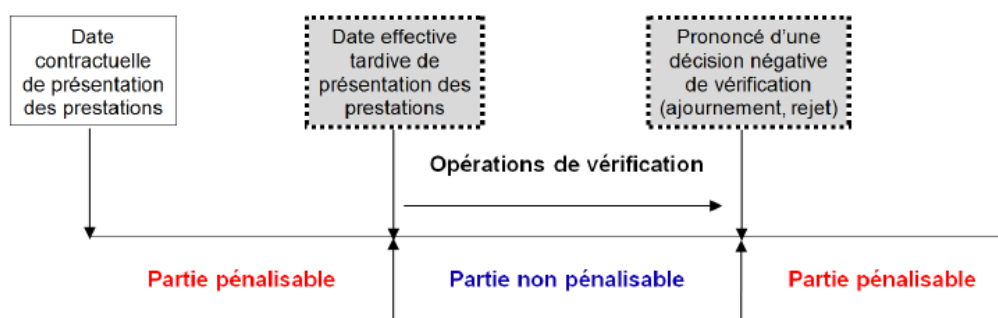 Date
contractuelle
de présentation
des prestations
Date effective
tardive de
présentation des
prestations
Prononcé d'une
décision négative
de vérification
(ajournement, rejet)
Opérations de vérification
Partie pénalisable
Partie non pénalisable
Partie pénalisable